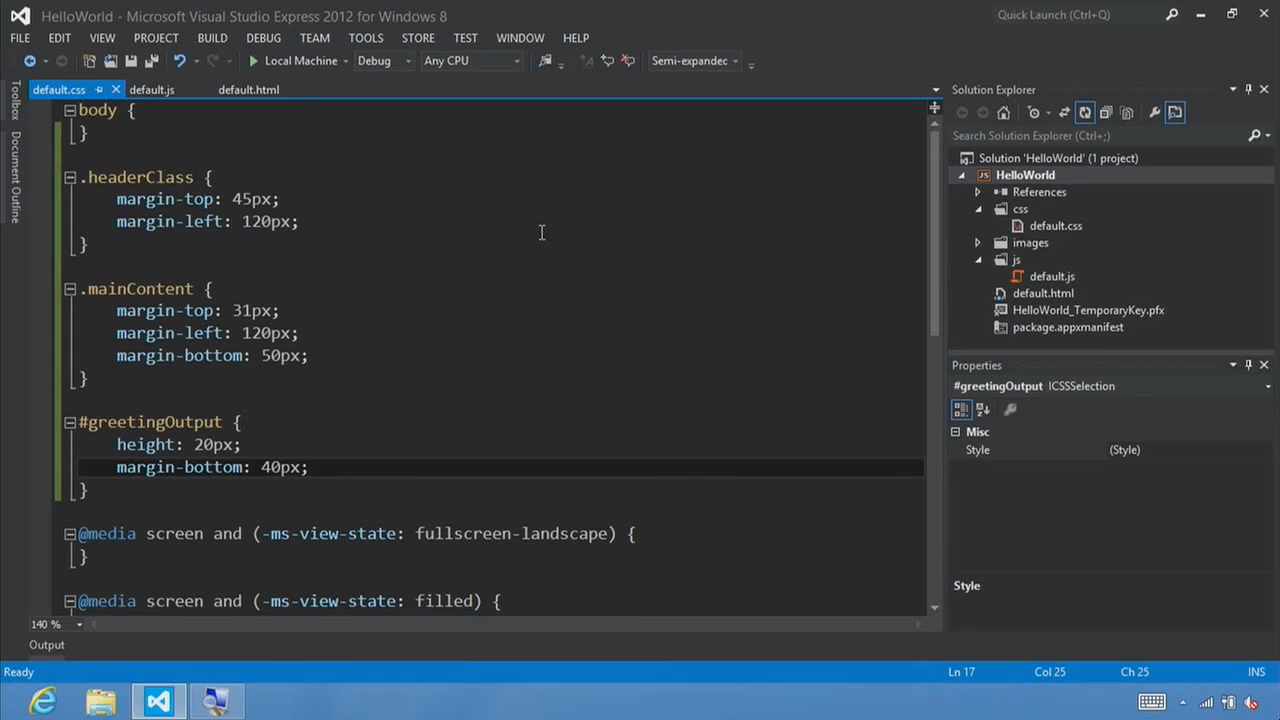 HelloWorld - Microsoft Visual Studio Express 2012 for Windows 8
Quick Launch (Ctrl+Q)
FILE EDIT VIEW PROJECT BUILD DEBUG TEAM TOOLS STORE TEST WINDOW HELP
Local Machine Debug Any CPU Semi-expandec
Toolbox
Document Outline
default.css default.js default.html
body {
}
.headerClass {
margin-top: 45px;
margin-left: 120px;
}
.mainContent {
margin-top: 31px;
margin-left: 120px;
margin-bottom: 50px;
}
#greetingOutput {
height: 20px;
margin-bottom: 40px;
}
@media screen and (-ms-view-state: fullscreen-landscape) {
}
@media screen and (-ms-view-state: filled) {
140 %
Solution Explorer
Search Solution Explorer (Ctrl+;)
Solution 'HelloWorld' (1 project)
JS HelloWorld
References
css
default.css
images
js
default.js
default.html
HelloWorld_TemporaryKey.pfx
package.appxmanifest
Properties
#greetingOutput ICSSSelection
Misc
Style (Style)
Style
Output
Ready Ln 17 Col 25 Ch 25 INS